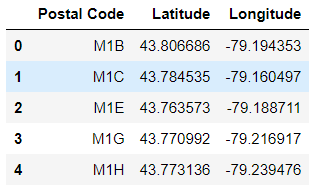 Postal Code Latitude Longitude
0 M1B 43.806686 -79.194353
1 M1C 43.784535 -79.160497
2 M1E 43.763573 -79.188711
3 M1G 43.770992 -79.216917
4 M1H 43.773136 -79.239476